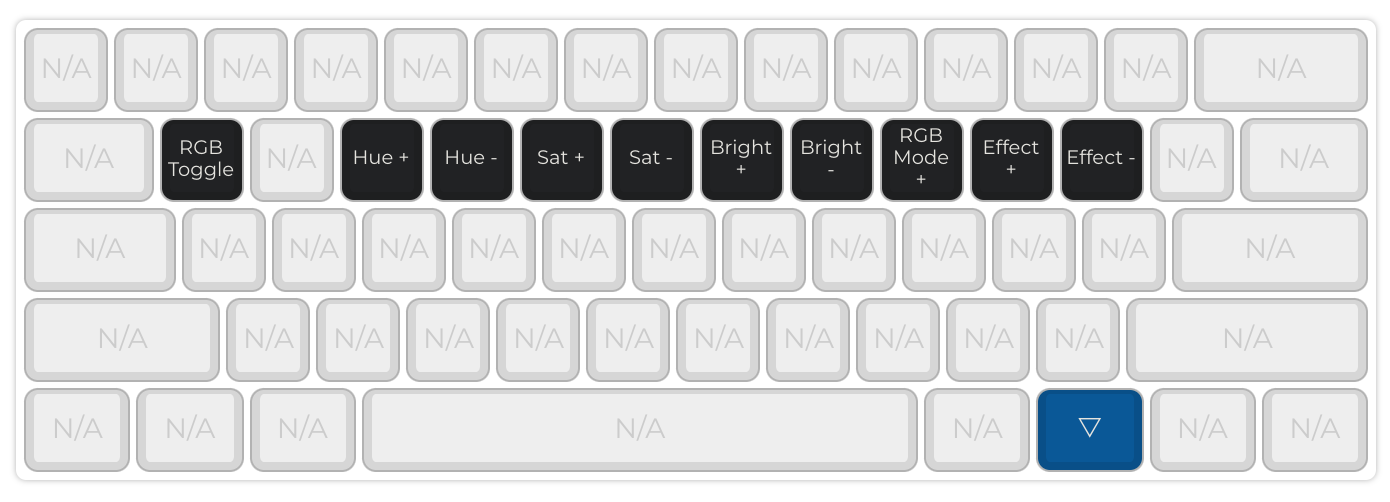 N/A N/A N/A N/A N/A N/A N/A N/A N/A N/A N/A N/A N/A N/A
N/A RGB Toggle N/A Hue + Hue - Sat + Sat - Bright + Bright - RGB Mode + Effect + Effect - N/A N/A
N/A N/A N/A N/A N/A N/A N/A N/A N/A N/A N/A N/A N/A
N/A N/A N/A N/A N/A N/A N/A N/A N/A N/A N/A N/A
N/A N/A N/A N/A N/A ▽ N/A N/A